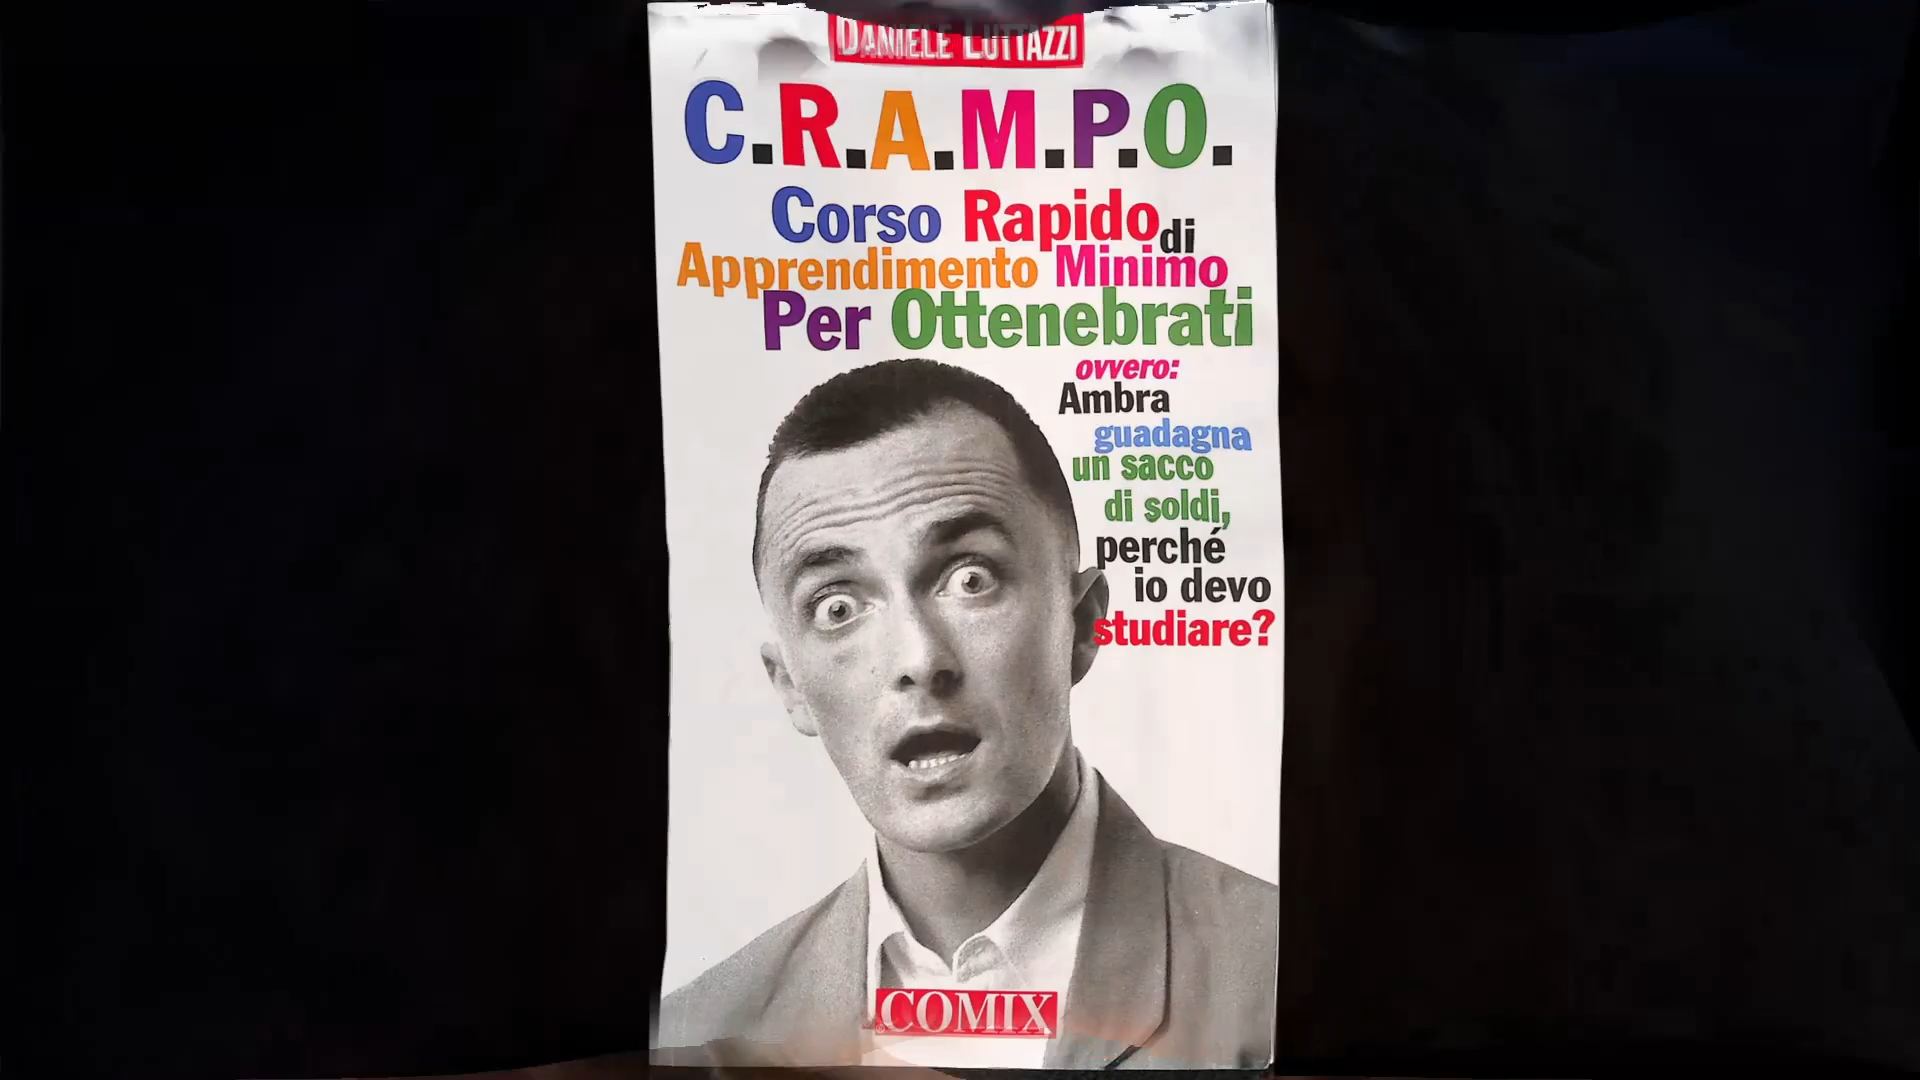 DANIELE LUTTAZZI
C.R.A.M.P.O.
Corso Rapido di
Apprendimento Minimo
Per Ottenebrati
ovvero:
Ambra
guadagna
un sacco
di soldi,
perché
io devo
studiare?
COMIX